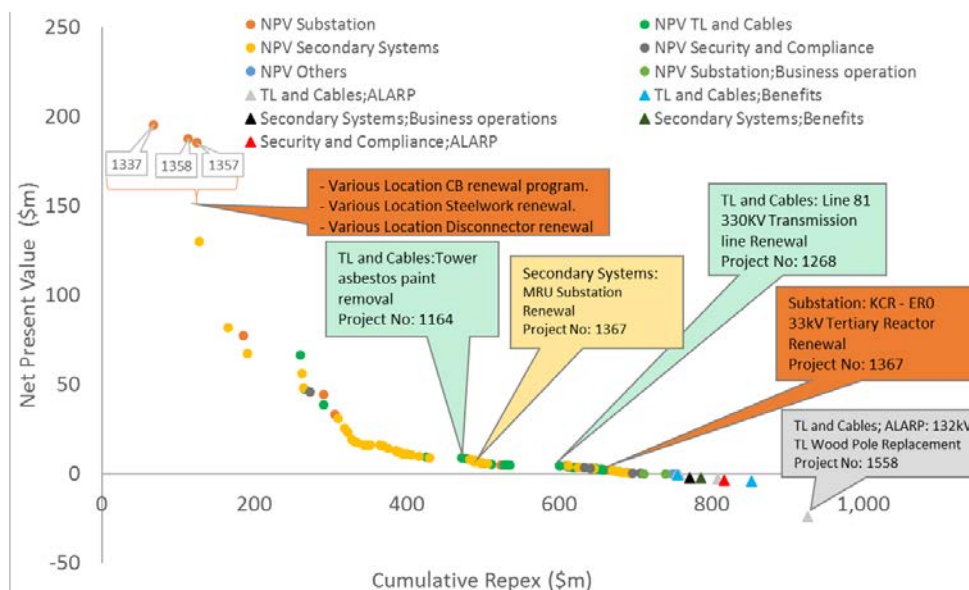 250
200
150
100
50
0
-50
Net Present Value ($m)
NPV Substation
NPV TL and Cables
NPV Secondary Systems
NPV Security and Compliance
NPV Others
NPV Substation;Business operation
TL and Cables;ALARP
TL and Cables;Benefits
Secondary Systems;Business operations
Secondary Systems;Benefits
Security and Compliance;ALARP
1337
1358
1357
- Various Location CB renewal program.
- Various Location Steelwork renewal.
- Various Location Disconnector renewal
TL and Cables:Tower
asbestos paint
removal
Project No: 1164
Secondary Systems:
MRU Substation
Renewal
Project No: 1367
TL and Cables: Line 81
330KV Transmission
line Renewal
Project No: 1268
Substation: KCR - ER0
33kV Tertiary Reactor
Renewal
Project No: 1367
TL and Cables; ALARP: 132kV
TL Wood Pole Replacement
Project No: 1558
0
200
400
600
800
1,000
Cumulative Repex ($m)